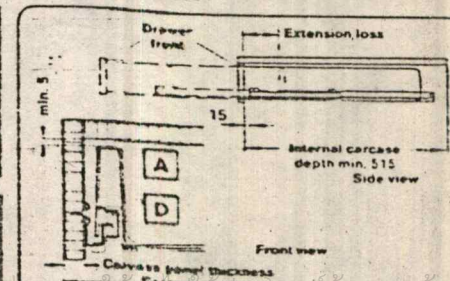 Drawer
front
Extension loss
min. 5
15
A
D
Internal carcase
depth min. 515
Side view
Front view
Carcass panel thickness